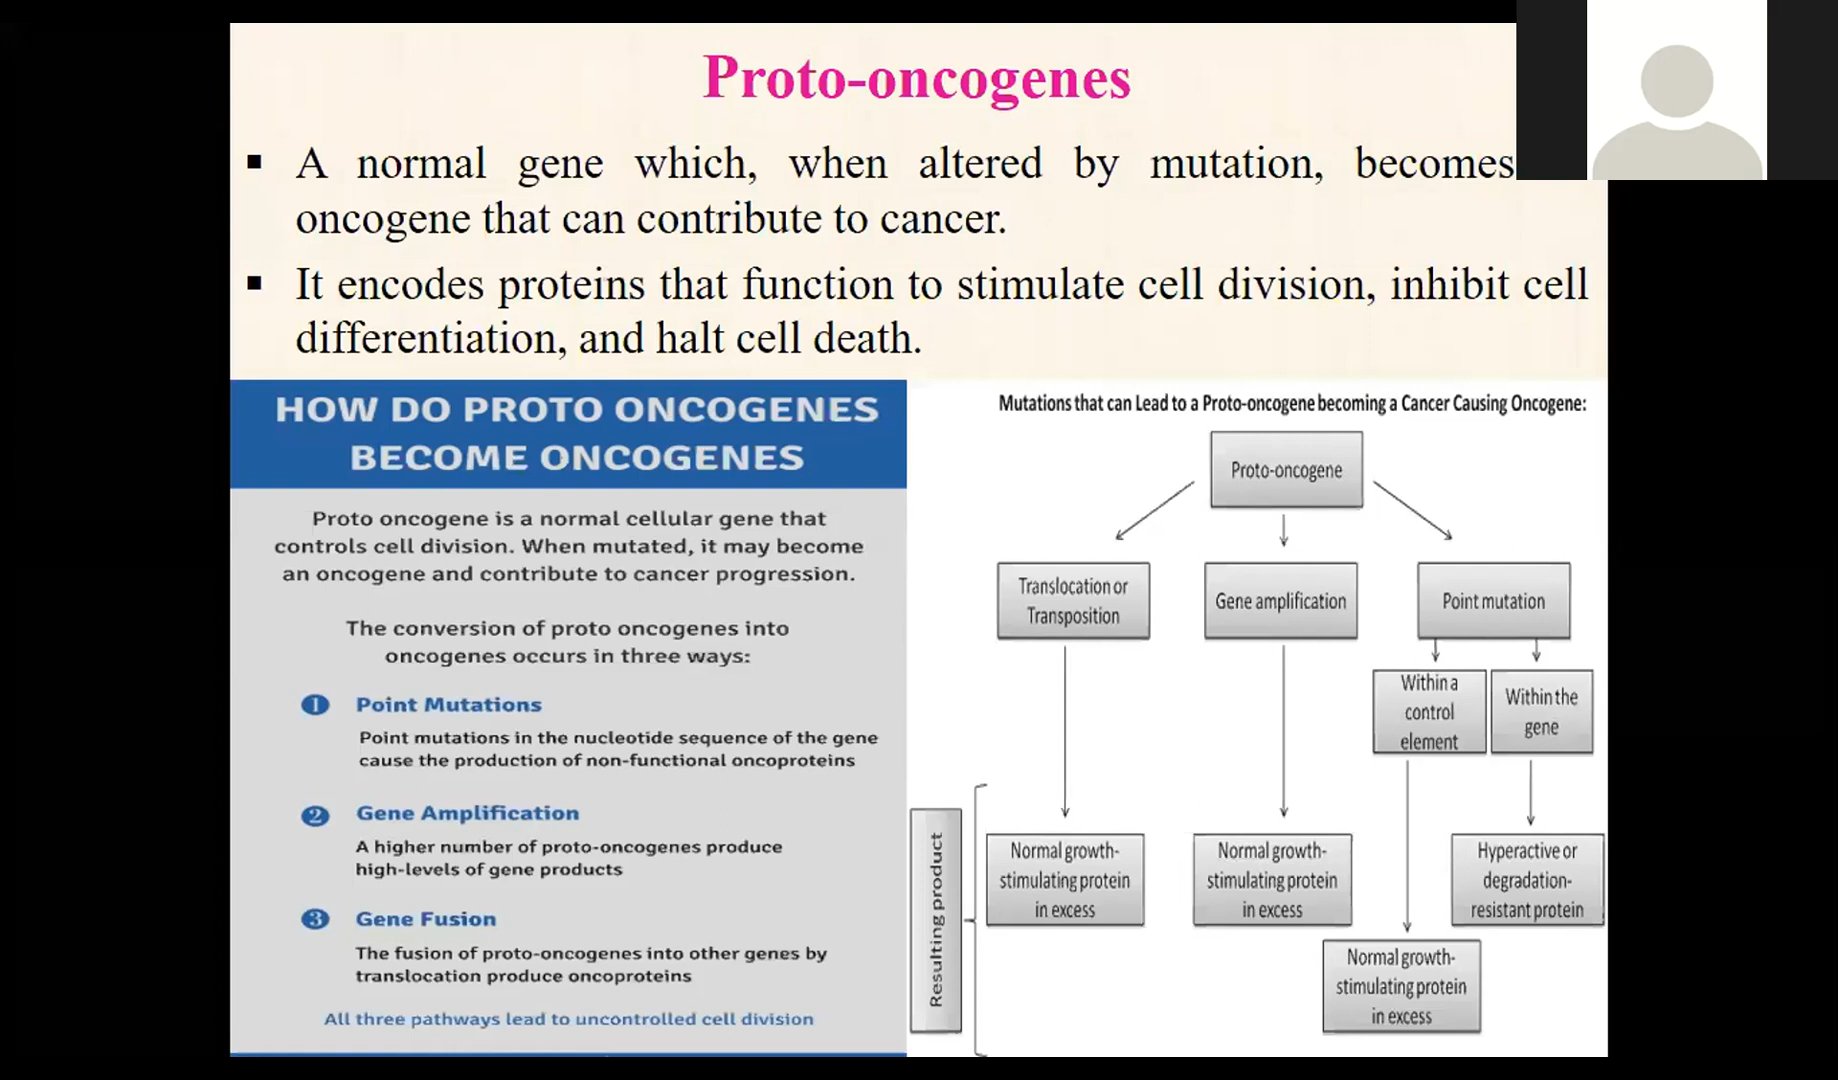 Proto-oncogenes
▪ A normal gene which, when altered by mutation, becomes
oncogene that can contribute to cancer.
▪ It encodes proteins that function to stimulate cell division, inhibit cell
differentiation, and halt cell death.
HOW DO PROTO ONCOGENES
BECOME ONCOGENES
Proto oncogene is a normal cellular gene that
controls cell division. When mutated, it may become
an oncogene and contribute to cancer progression.
The conversion of proto oncogenes into
oncogenes occurs in three ways:
1 Point Mutations
Point mutations in the nucleotide sequence of the gene
cause the production of non-functional oncoproteins
2 Gene Amplification
A higher number of proto-oncogenes produce
high-levels of gene products
3 Gene Fusion
The fusion of proto-oncogenes into other genes by
translocation produce oncoproteins
All three pathways lead to uncontrolled cell division
Mutations that can Lead to a Proto-oncogene becoming a Cancer Causing Oncogene:
Proto-oncogene
Translocation or
Transposition
Gene amplification
Point mutation
Within a
control
element
Within the
gene
Resulting product
Normal growth-
stimulating protein
in excess
Normal growth-
stimulating protein
in excess
Hyperactive or
degradation-
resistant protein
Normal growth-
stimulating protein
in excess